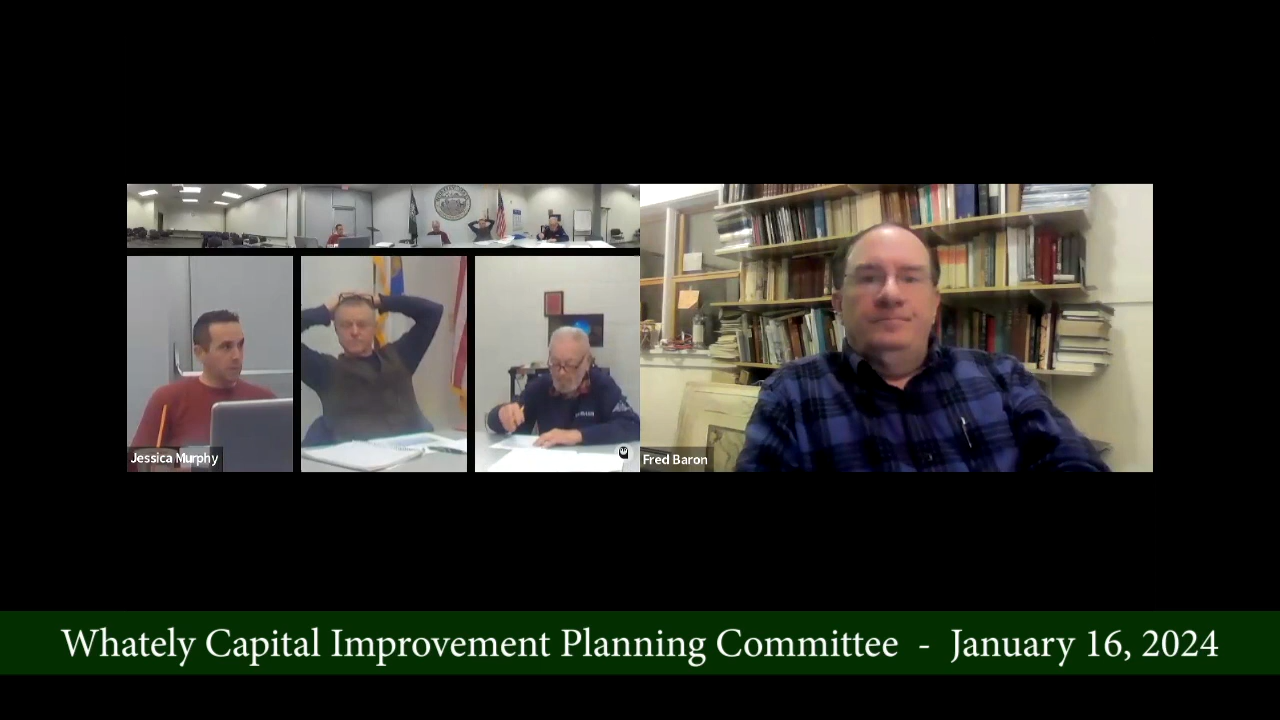 Jessica Murphy
Fred Baron
Whately Capital Improvement Planning Committee - January 16, 2024